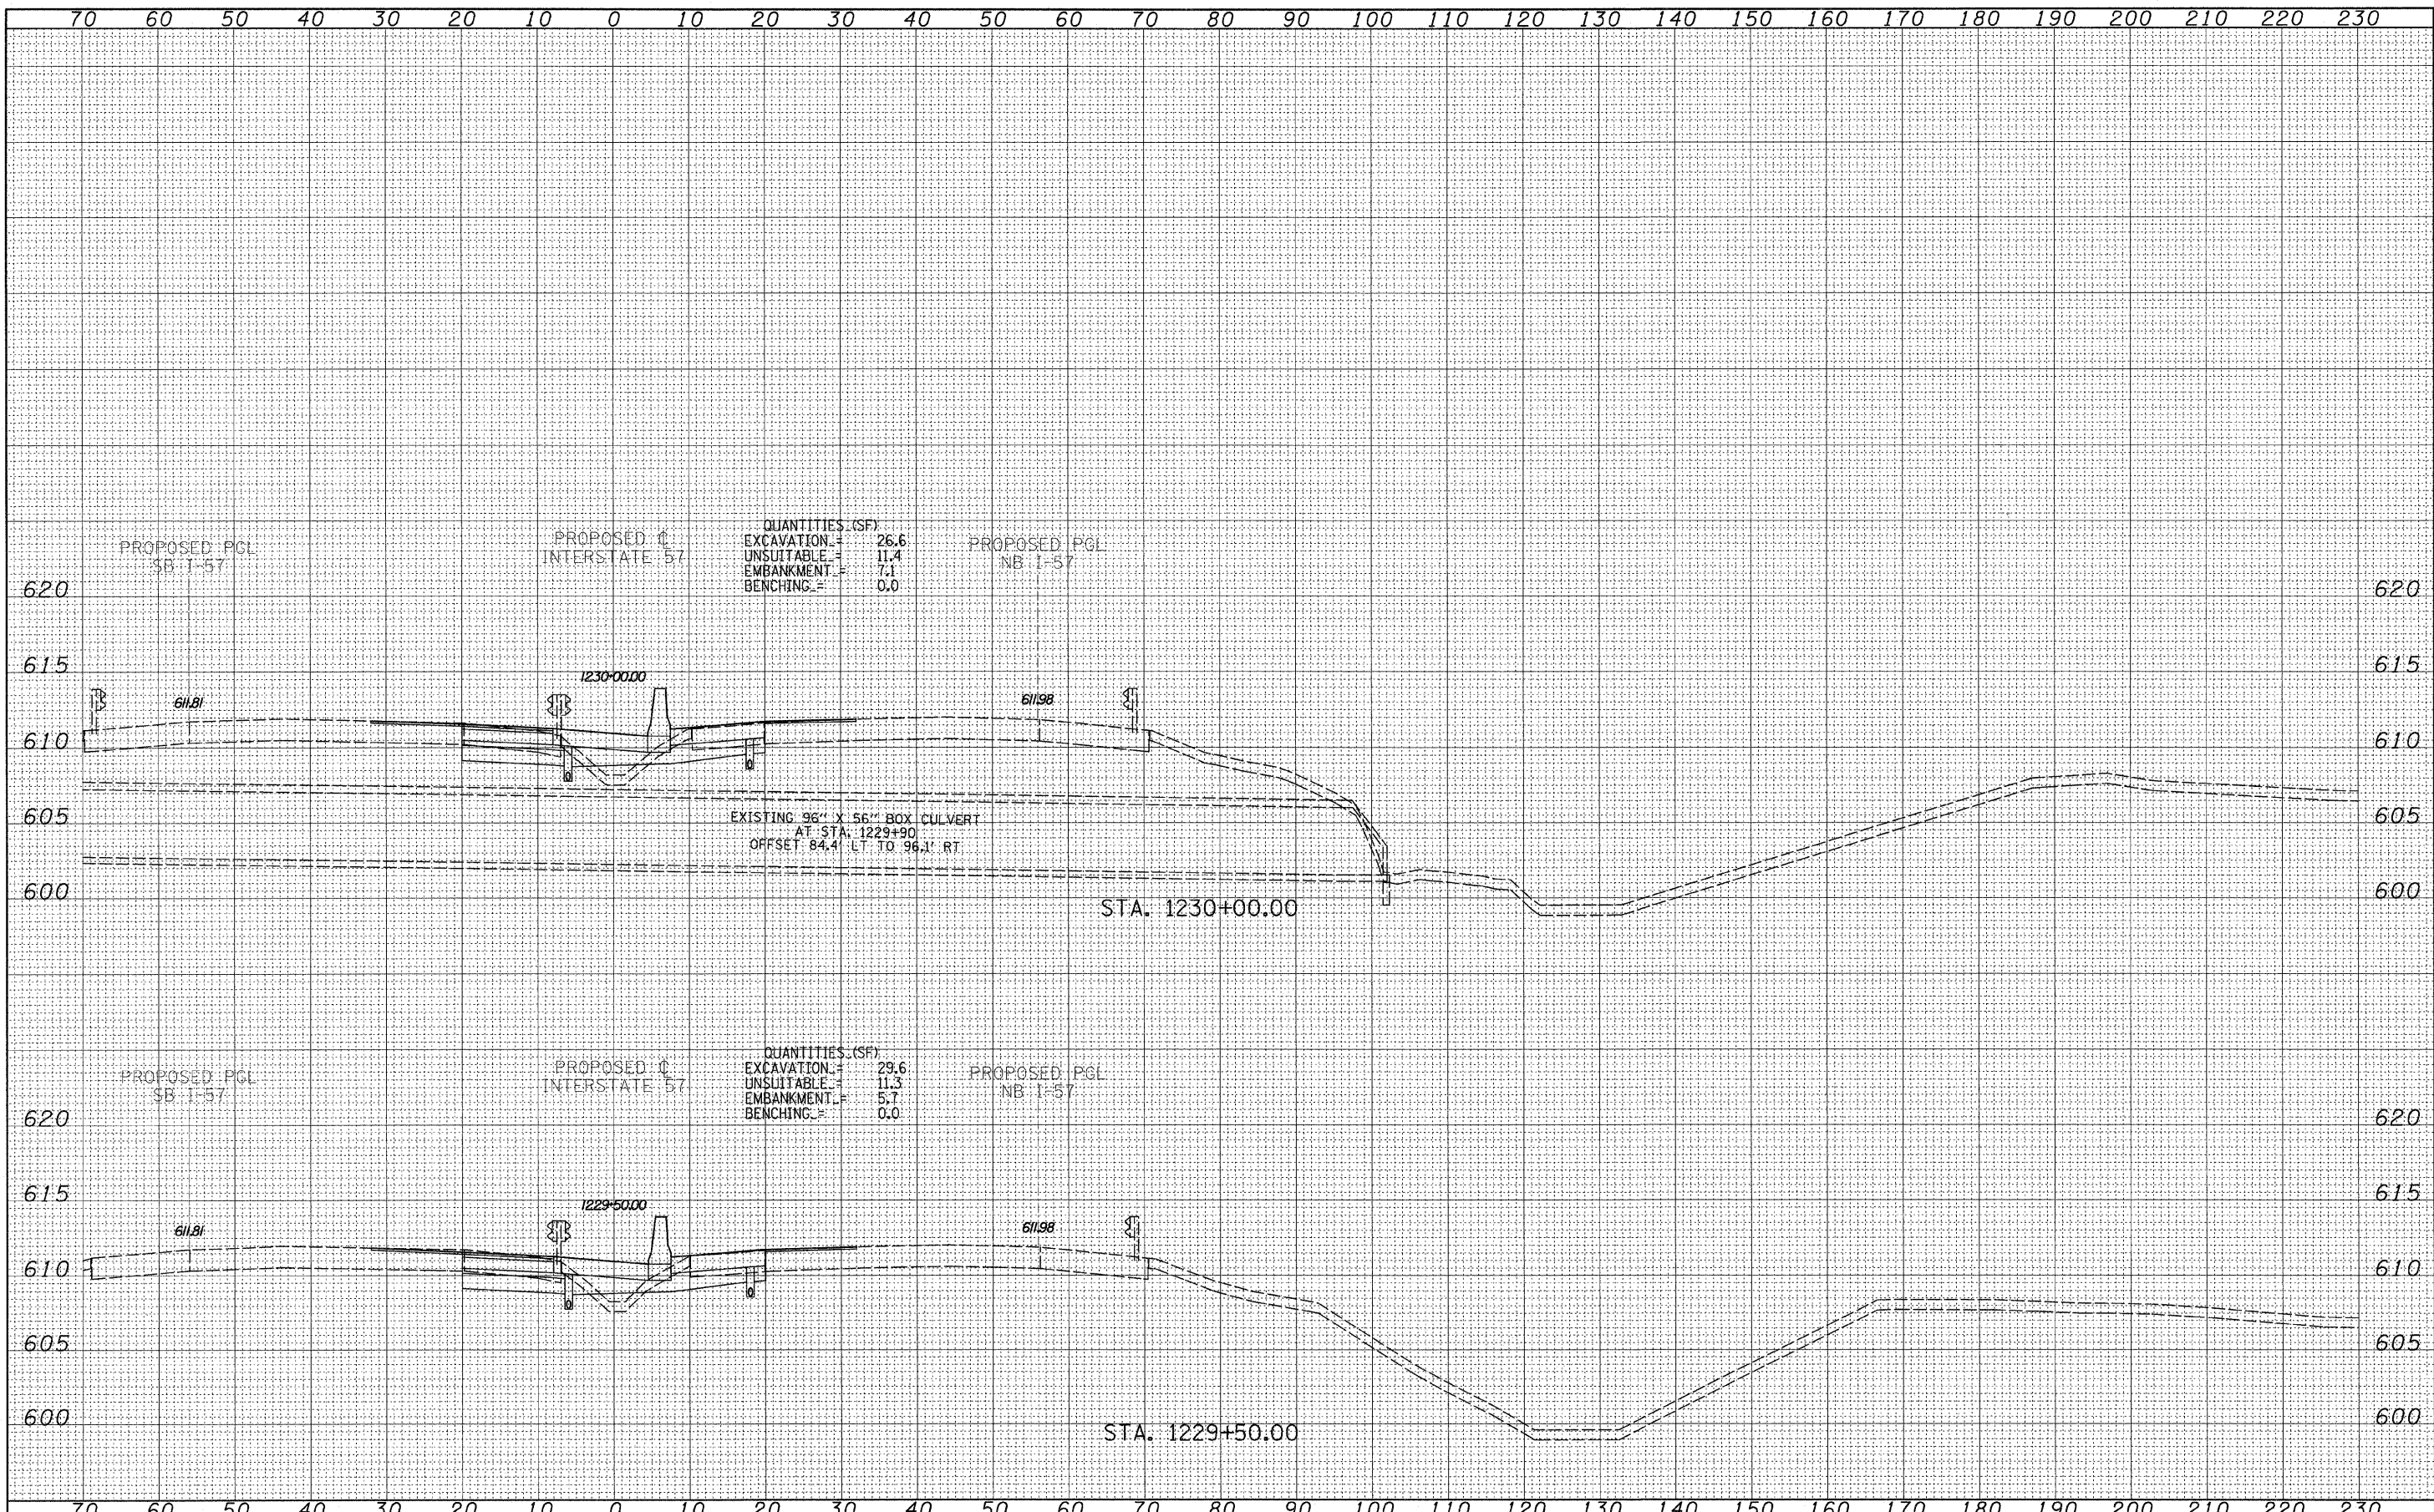 70 60 50 40 30 20 10 0 10 20 30 40 50 60 70 80 90 100 110 120 130 140 150 160 170 180 190 200 210 220 230
PROPOSED PGL
SB I-57
PROPOSED ℄
INTERSTATE 57
QUANTITIES (SF)
EXCAVATION = 26.6
UNSUITABLE = 11.4
EMBANKMENT = 7.1
BENCHING = 0.0
PROPOSED PGL
NB I-57
620 620
615 615
1230+00.00
611.81 611.98
610 610
605 605
EXISTING 96" X 56" BOX CULVERT
AT STA. 1229+90
OFFSET 84.4' LT TO 96.1' RT
600 600
STA. 1230+00.00
PROPOSED PGL
SB I-57
PROPOSED ℄
INTERSTATE 57
QUANTITIES (SF)
EXCAVATION = 29.6
UNSUITABLE = 11.3
EMBANKMENT = 5.7
BENCHING = 0.0
PROPOSED PGL
NB I-57
620 620
615 615
1229+50.00
611.81 611.98
610 610
605 605
600 600
STA. 1229+50.00
70 60 50 40 30 20 10 0 10 20 30 40 50 60 70 80 90 100 110 120 130 140 150 160 170 180 190 200 210 220 230